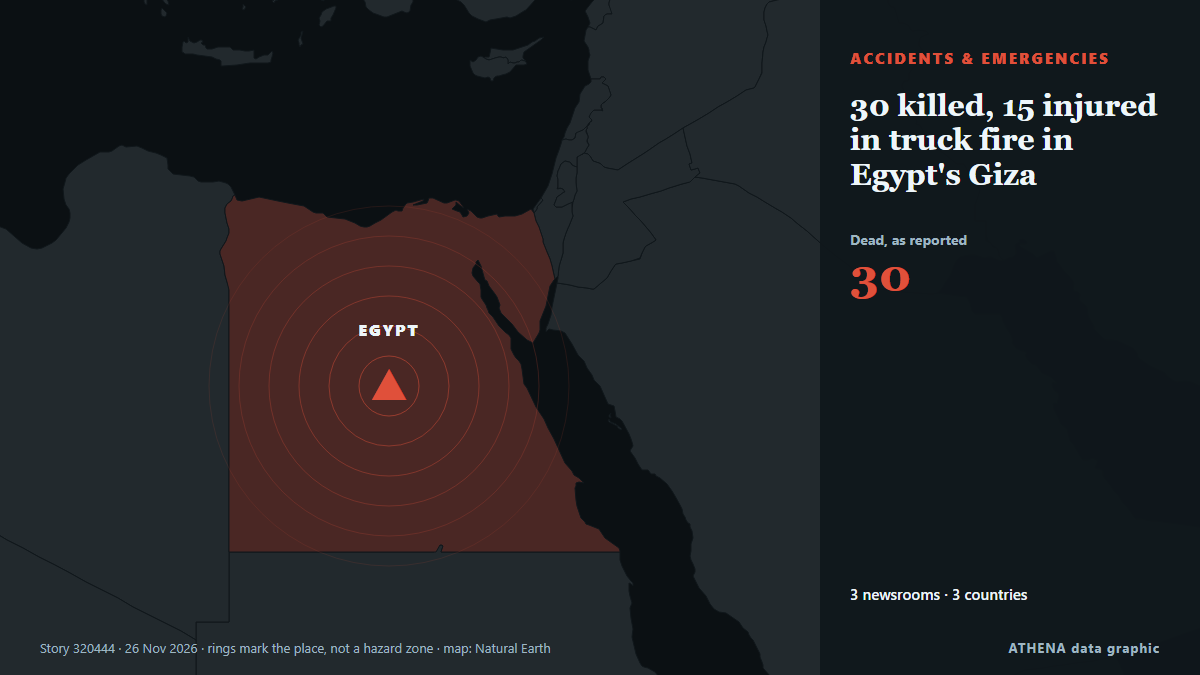 EGYPT
ACCIDENTS & EMERGENCIES
30 killed, 15 injured
in truck fire in
Egypt's Giza
Dead, as reported
30
3 newsrooms · 3 countries
Story 320444 · 26 Nov 2026 · rings mark the place, not a hazard zone · map: Natural Earth
ATHENA data graphic